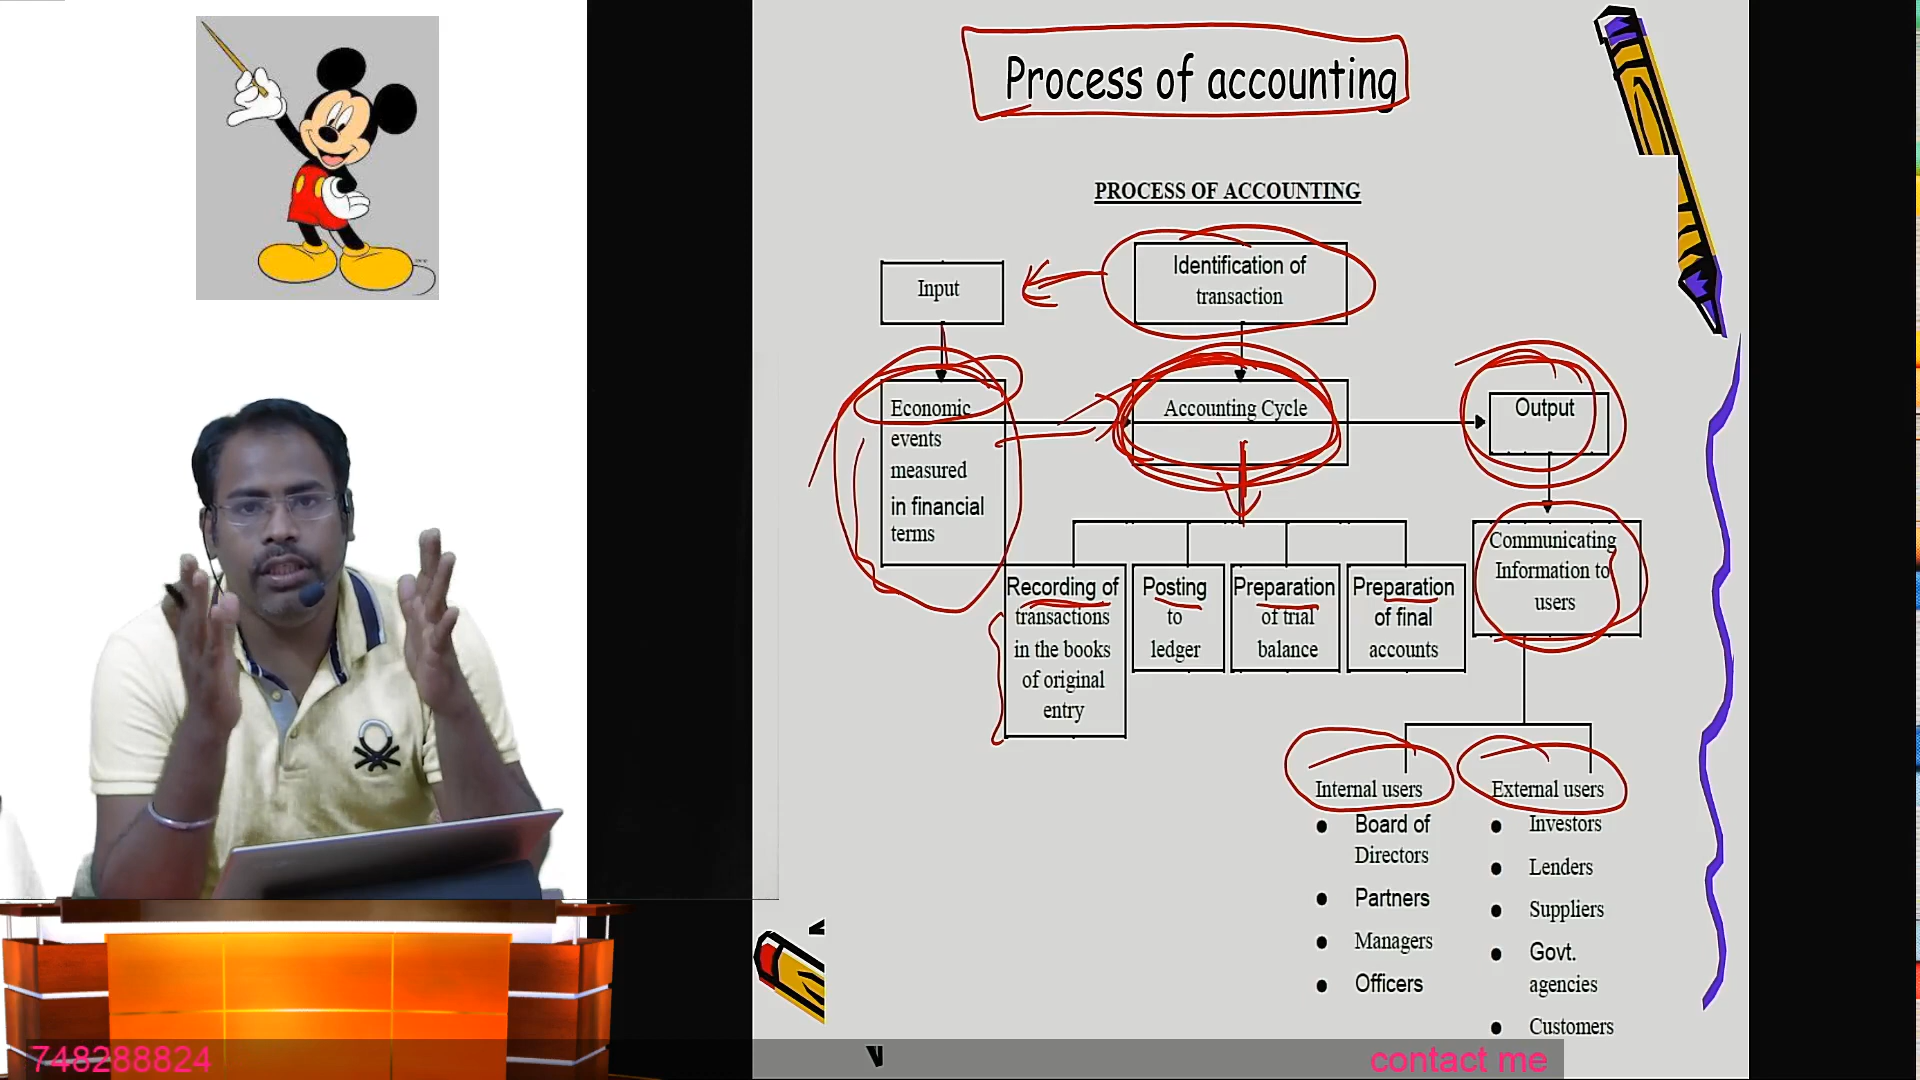 Process of accounting
PROCESS OF ACCOUNTING
Input
Identification of
transaction
Economic
events
measured
in financial
terms
Accounting Cycle
Output
Recording of
transactions
in the books
of original
entry
Posting
to
ledger
Preparation
of trial
balance
Preparation
of final
accounts
Communicating
Information to
users
Internal users
Board of
Directors
Partners
Managers
Officers
External users
Investors
Lenders
Suppliers
Govt.
agencies
Customers
748288824
contact me